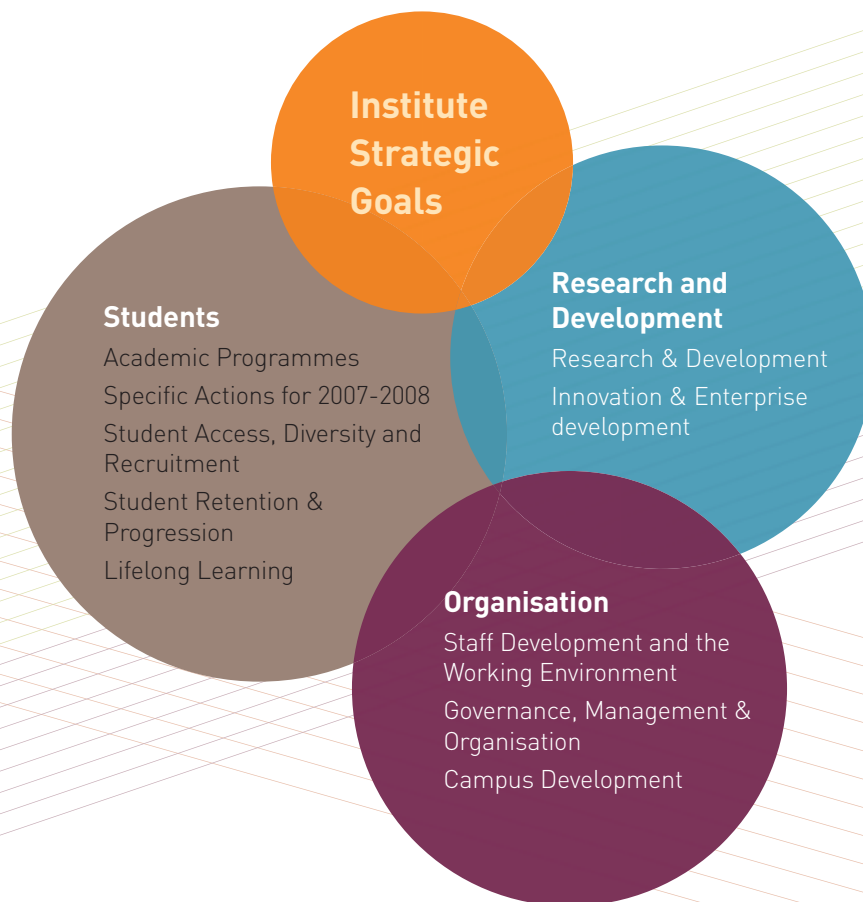 Institute
Strategic
Goals
Students
Academic Programmes
Specific Actions for 2007-2008
Student Access, Diversity and
Recruitment
Student Retention &
Progression
Lifelong Learning
Research and
Development
Research & Development
Innovation & Enterprise
development
Organisation
Staff Development and the
Working Environment
Governance, Management &
Organisation
Campus Development